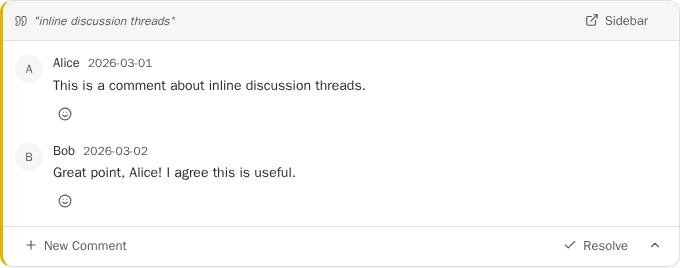 "inline discussion threads"
Sidebar
A
Alice 2026-03-01
This is a comment about inline discussion threads.
B
Bob 2026-03-02
Great point, Alice! I agree this is useful.
+ New Comment
Resolve